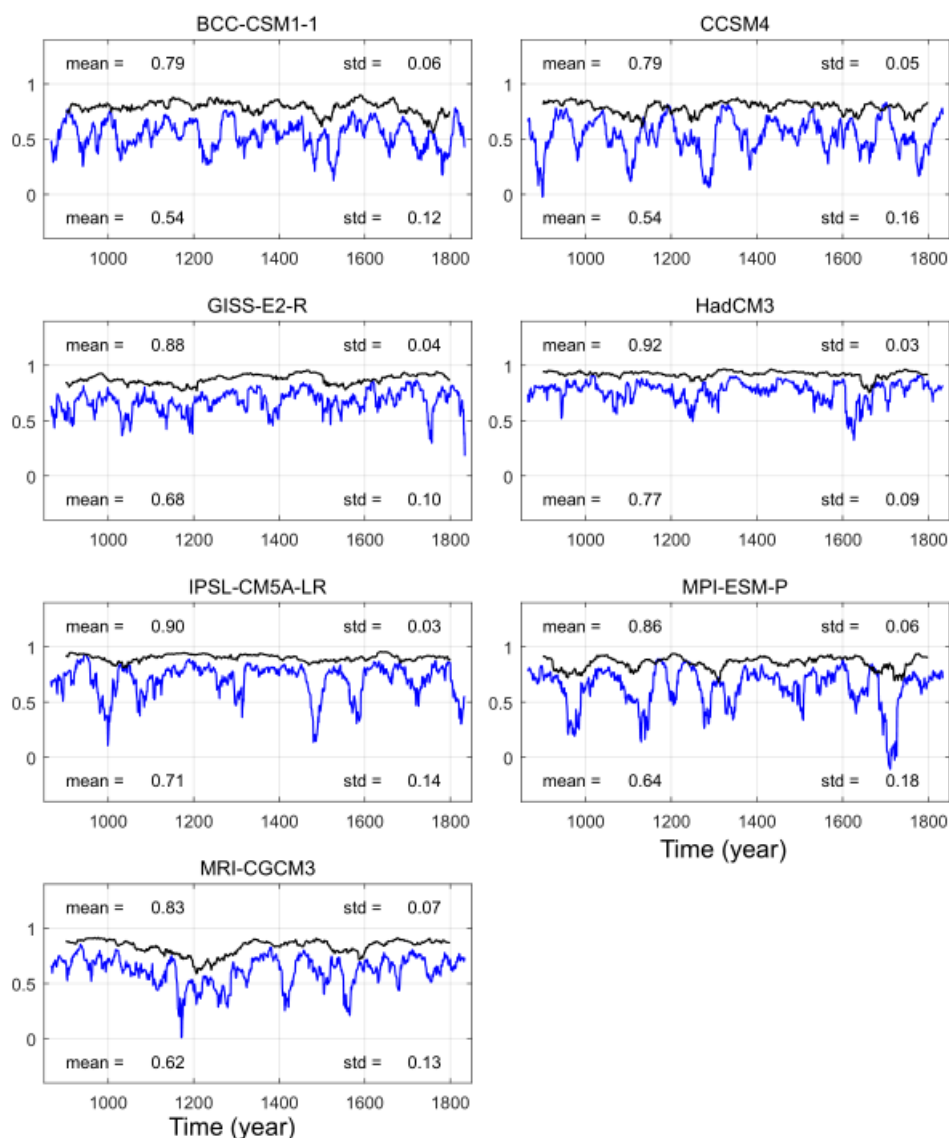 BCC-CSM1-1 CCSM4
mean = 0.79 std = 0.06 mean = 0.79 std = 0.05
1 1
0.5 0.5
0 0
mean = 0.54 std = 0.12 mean = 0.54 std = 0.16
1000 1200 1400 1600 1800 1000 1200 1400 1600 1800
GISS-E2-R HadCM3
mean = 0.88 std = 0.04 mean = 0.92 std = 0.03
1 1
0.5 0.5
0 0
mean = 0.68 std = 0.10 mean = 0.77 std = 0.09
1000 1200 1400 1600 1800 1000 1200 1400 1600 1800
IPSL-CM5A-LR MPI-ESM-P
mean = 0.90 std = 0.03 mean = 0.86 std = 0.06
1 1
0.5 0.5
0 0
mean = 0.71 std = 0.14 mean = 0.64 std = 0.18
1000 1200 1400 1600 1800 1000 1200 1400 1600 1800
Time (year)
MRI-CGCM3
mean = 0.83 std = 0.07
1
0.5
0
mean = 0.62 std = 0.13
1000 1200 1400 1600 1800
Time (year)